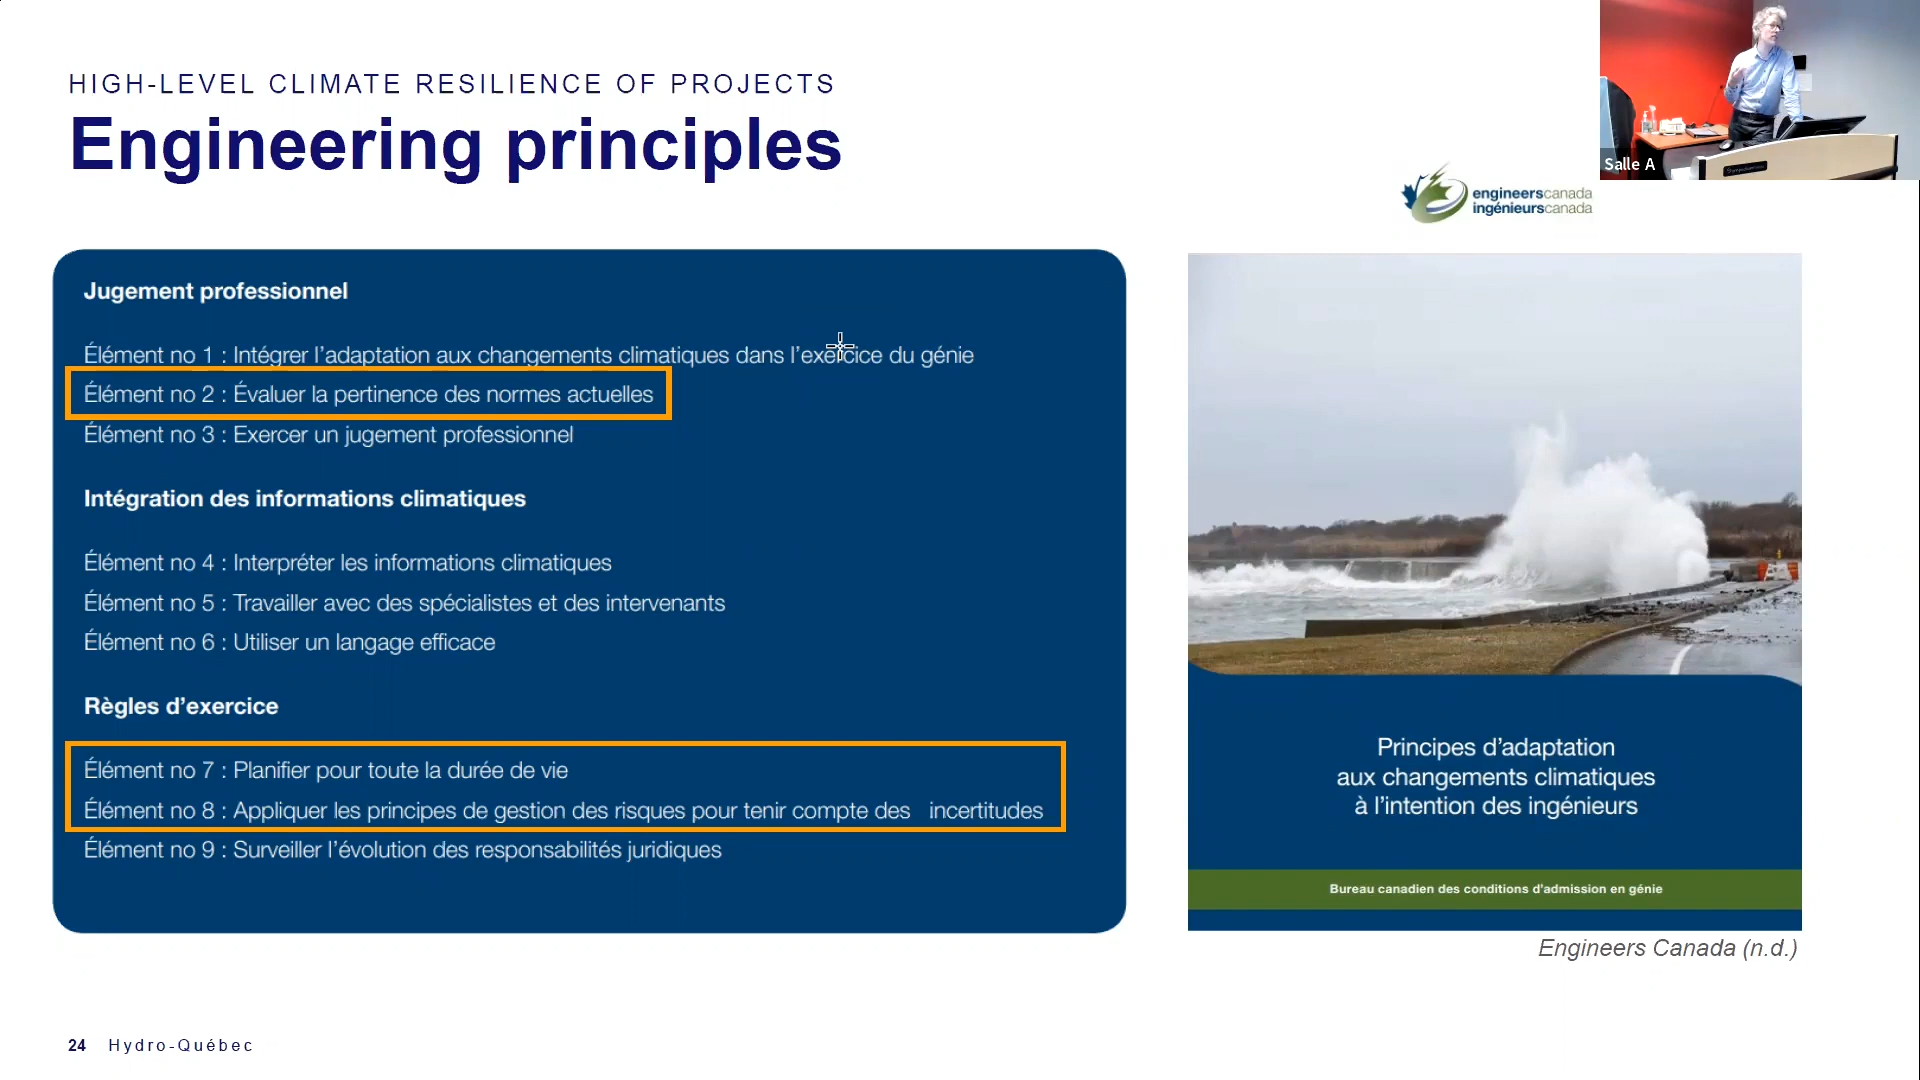 HIGH-LEVEL CLIMATE RESILIENCE OF PROJECTS
Engineering principles
Salle A
engineerscanada
ingénieurscanada
Jugement professionnel
Élément no 1 : Intégrer l’adaptation aux changements climatiques dans l’exercice du génie
Élément no 2 : Évaluer la pertinence des normes actuelles
Élément no 3 : Exercer un jugement professionnel
Intégration des informations climatiques
Élément no 4 : Interpréter les informations climatiques
Élément no 5 : Travailler avec des spécialistes et des intervenants
Élément no 6 : Utiliser un langage efficace
Règles d’exercice
Élément no 7 : Planifier pour toute la durée de vie
Élément no 8 : Appliquer les principes de gestion des risques pour tenir compte des incertitudes
Élément no 9 : Surveiller l’évolution des responsabilités juridiques
Principes d’adaptation
aux changements climatiques
à l’intention des ingénieurs
Bureau canadien des conditions d’admission en génie
Engineers Canada (n.d.)
24 Hydro-Québec